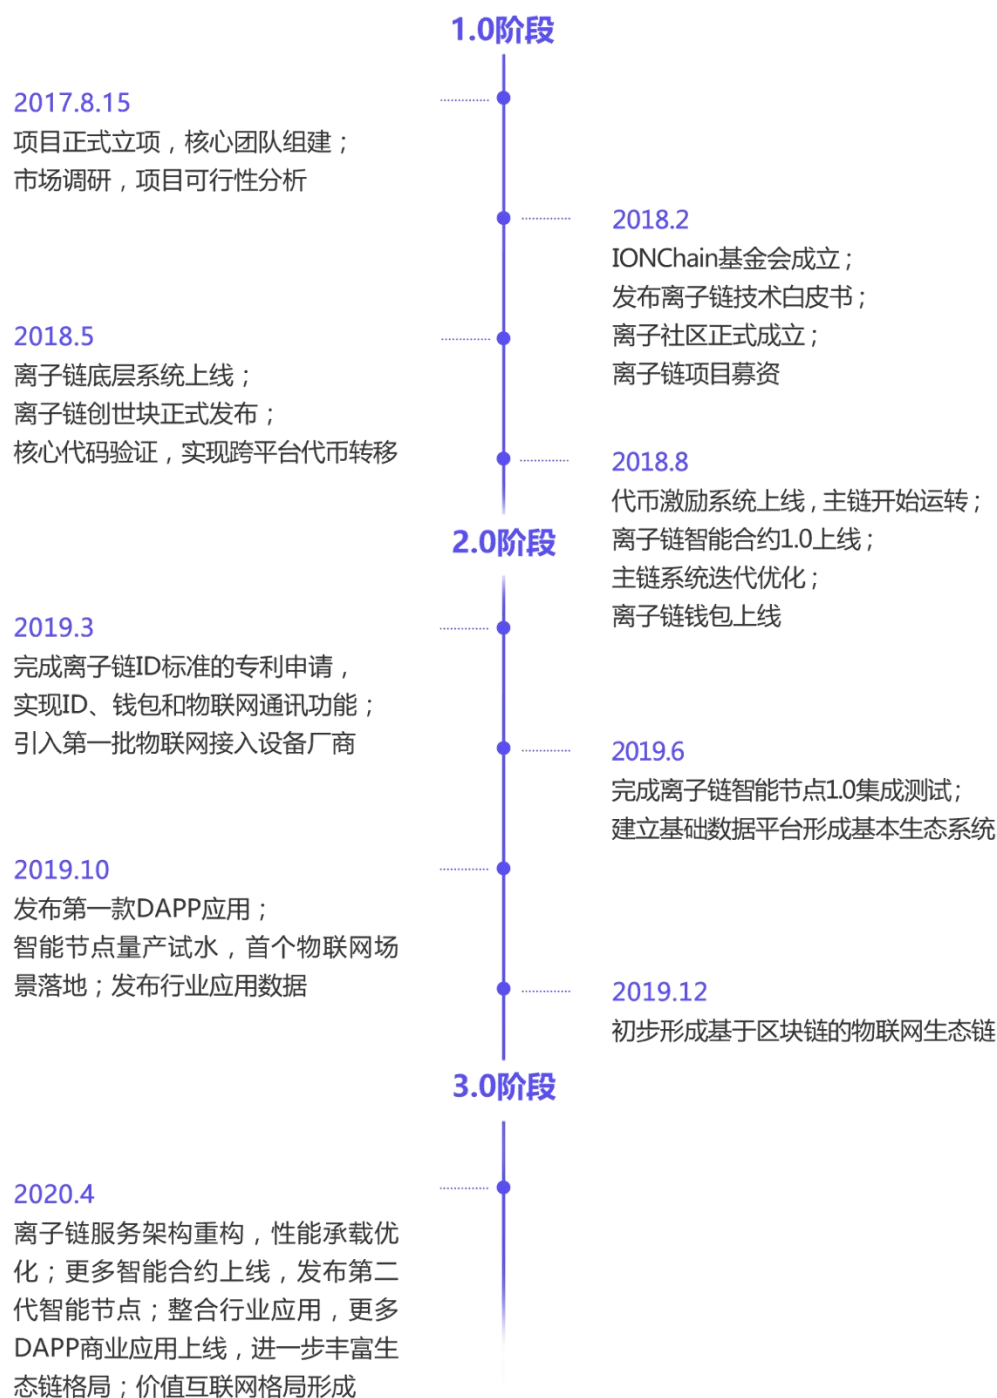 1.0阶段
2017.8.15
项目正式立项，核心团队组建；
市场调研，项目可行性分析
2018.2
IONChain基金会成立；
发布离子链技术白皮书；
离子社区正式成立；
离子链项目募资
2018.5
离子链底层系统上线；
离子链创世块正式发布；
核心代码验证，实现跨平台代币转移
2018.8
代币激励系统上线，主链开始运转；
离子链智能合约1.0上线；
主链系统迭代优化；
离子链钱包上线
2.0阶段
2019.3
完成离子链ID标准的专利申请，
实现ID、钱包和物联网通讯功能；
引入第一批物联网接入设备厂商
2019.6
完成离子链智能节点1.0集成测试；
建立基础数据平台形成基本生态系统
2019.10
发布第一款DAPP应用；
智能节点量产试水，首个物联网场
景落地；发布行业应用数据
2019.12
初步形成基于区块链的物联网生态链
3.0阶段
2020.4
离子链服务架构重构，性能承载优
化；更多智能合约上线，发布第二
代智能节点；整合行业应用，更多
DAPP商业应用上线，进一步丰富生
态链格局；价值互联网格局形成